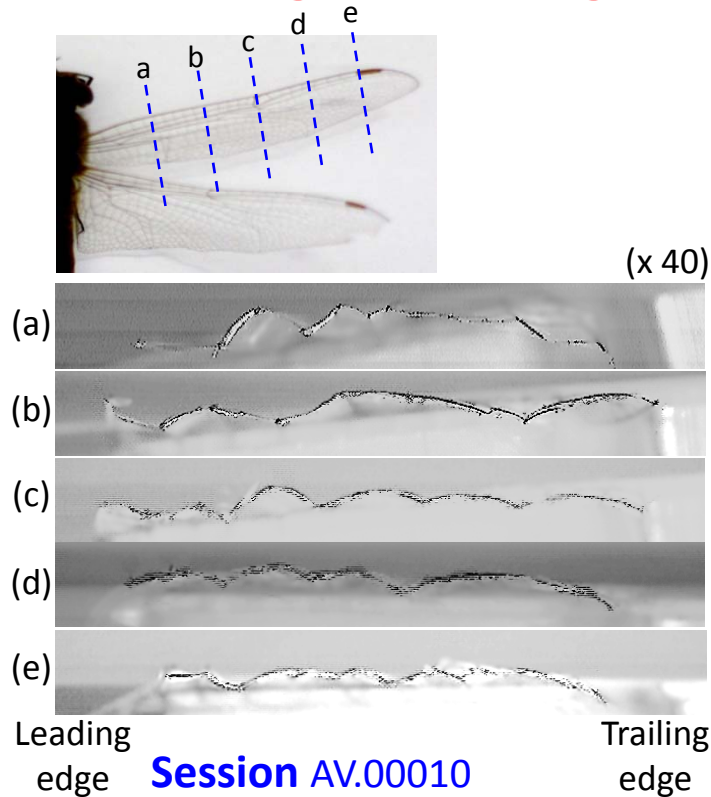 e
d
c
b
a
(x 40)
(a)
(b)
(c)
(d)
(e)
Leading
edge
Trailing
edge
Session AV.00010